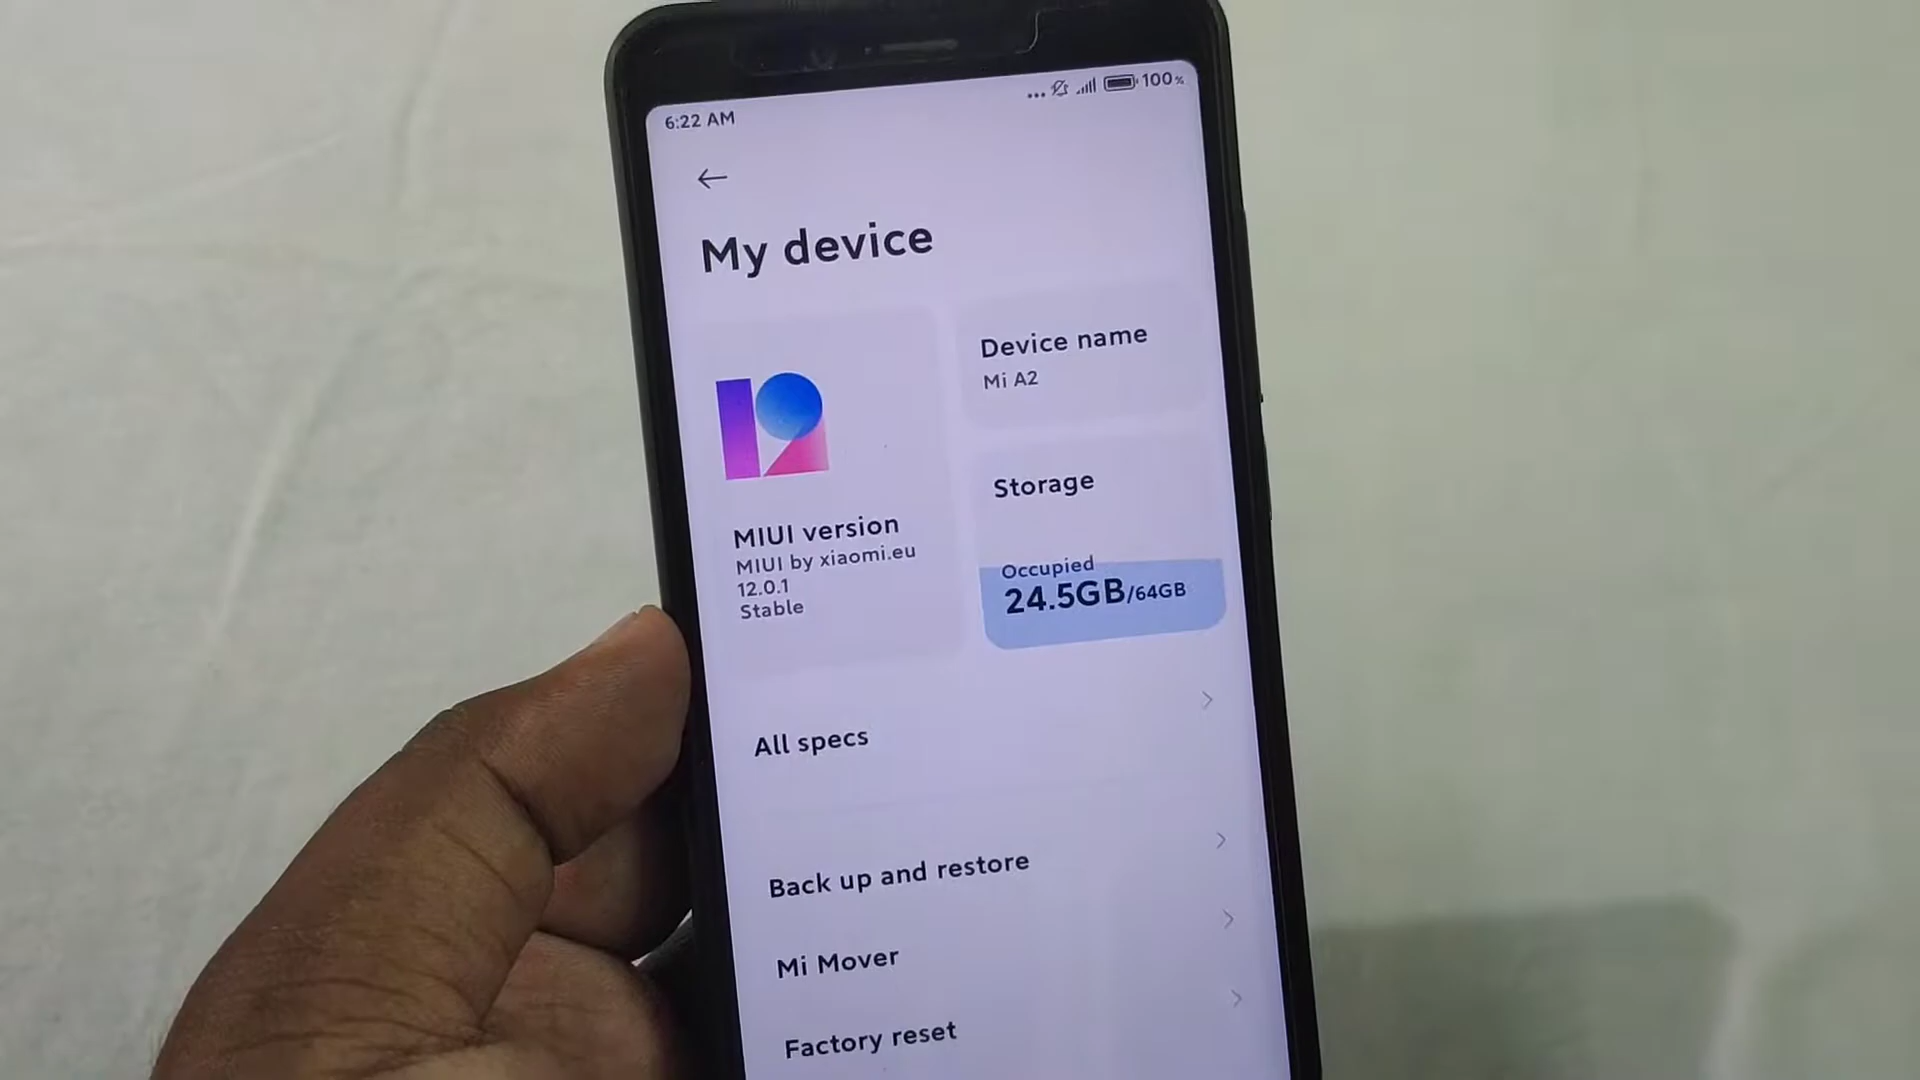 6:22 AM
100%
My device
Device name
Mi A2
MIUI version
MIUI by xiaomi.eu
12.0.1
Stable
Storage
Occupied
24.5GB/64GB
All specs
Back up and restore
Mi Mover
Factory reset